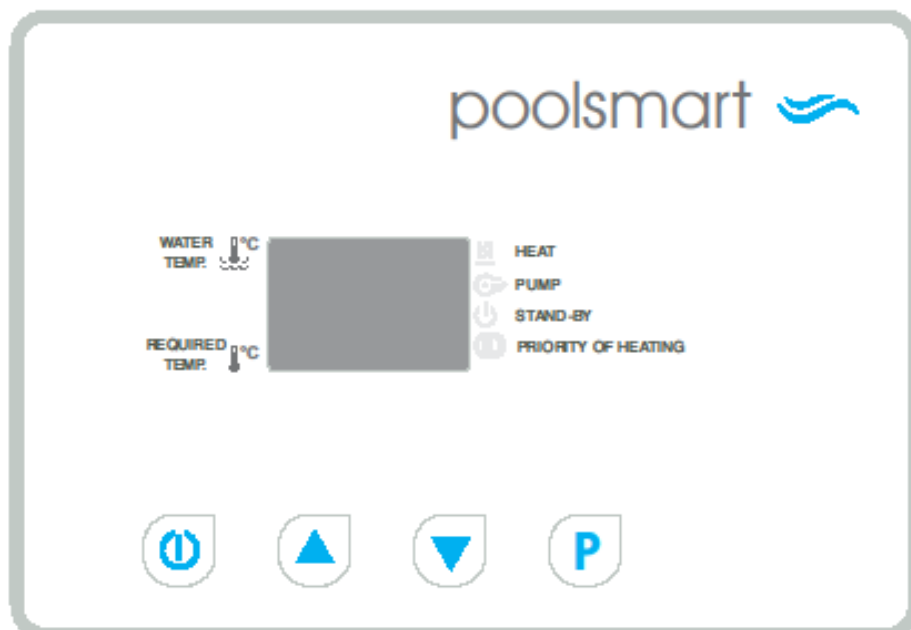 poolsmart
WATER
TEMP.
°C
REQUIRED
TEMP.
°C
HEAT
PUMP
STAND-BY
PRIORITY OF HEATING
P